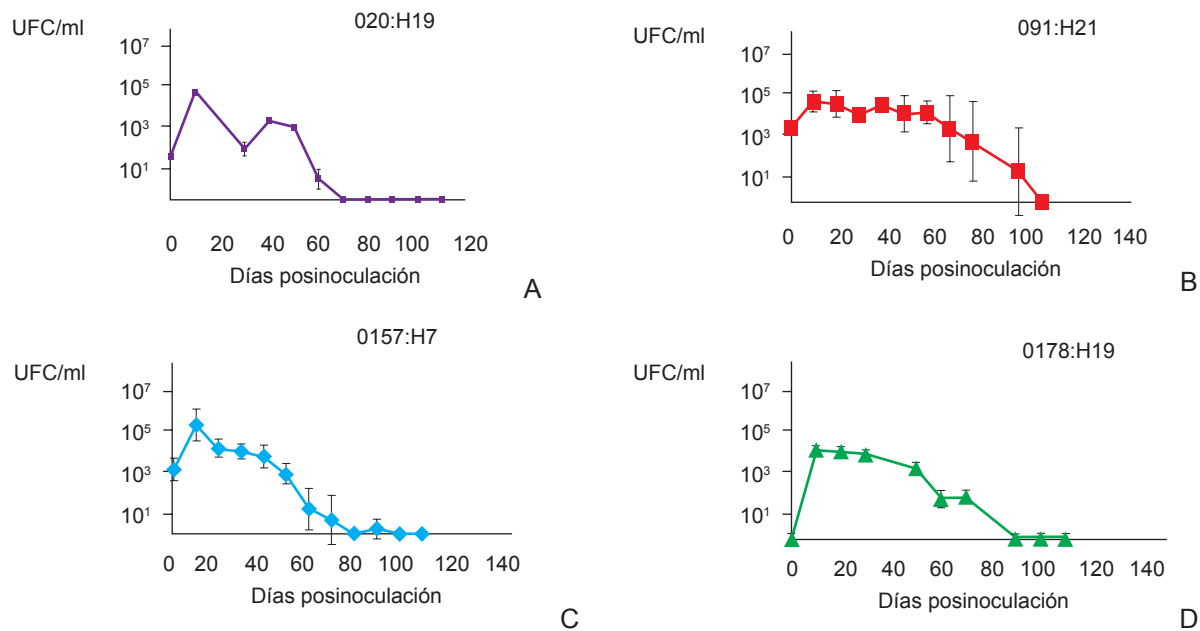 020:H19
UFC/ml
10⁷
10⁵
10³
10¹
0 20 40 60 80 100 120
Días posinoculación
A
091:H21
UFC/ml
10⁷
10⁵
10³
10¹
0 20 40 60 80 100 120 140
Días posinoculación
B
0157:H7
UFC/ml
10⁷
10⁵
10³
10¹
0 20 40 60 80 100 120 140
Días posinoculación
C
0178:H19
UFC/ml
10⁷
10⁵
10³
10¹
0 20 40 60 80 100 120 140
Días posinoculación
D